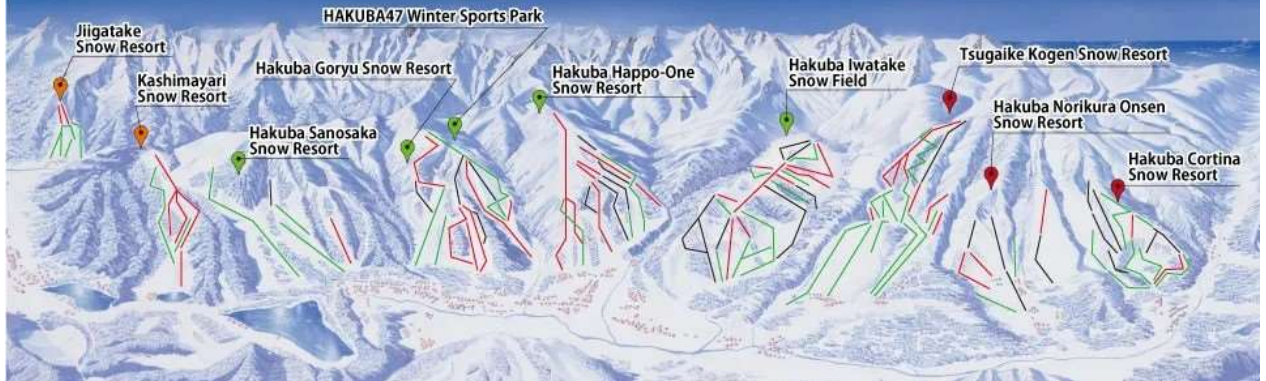 Jiigatake
Snow Resort
Kashimayari
Snow Resort
Hakuba Sanosaka
Snow Resort
Hakuba Goryu Snow Resort
HAKUBA47 Winter Sports Park
Hakuba Happo-One
Snow Resort
Hakuba Iwatake
Snow Field
Tsugaike Kogen Snow Resort
Hakuba Norikura Onsen
Snow Resort
Hakuba Cortina
Snow Resort